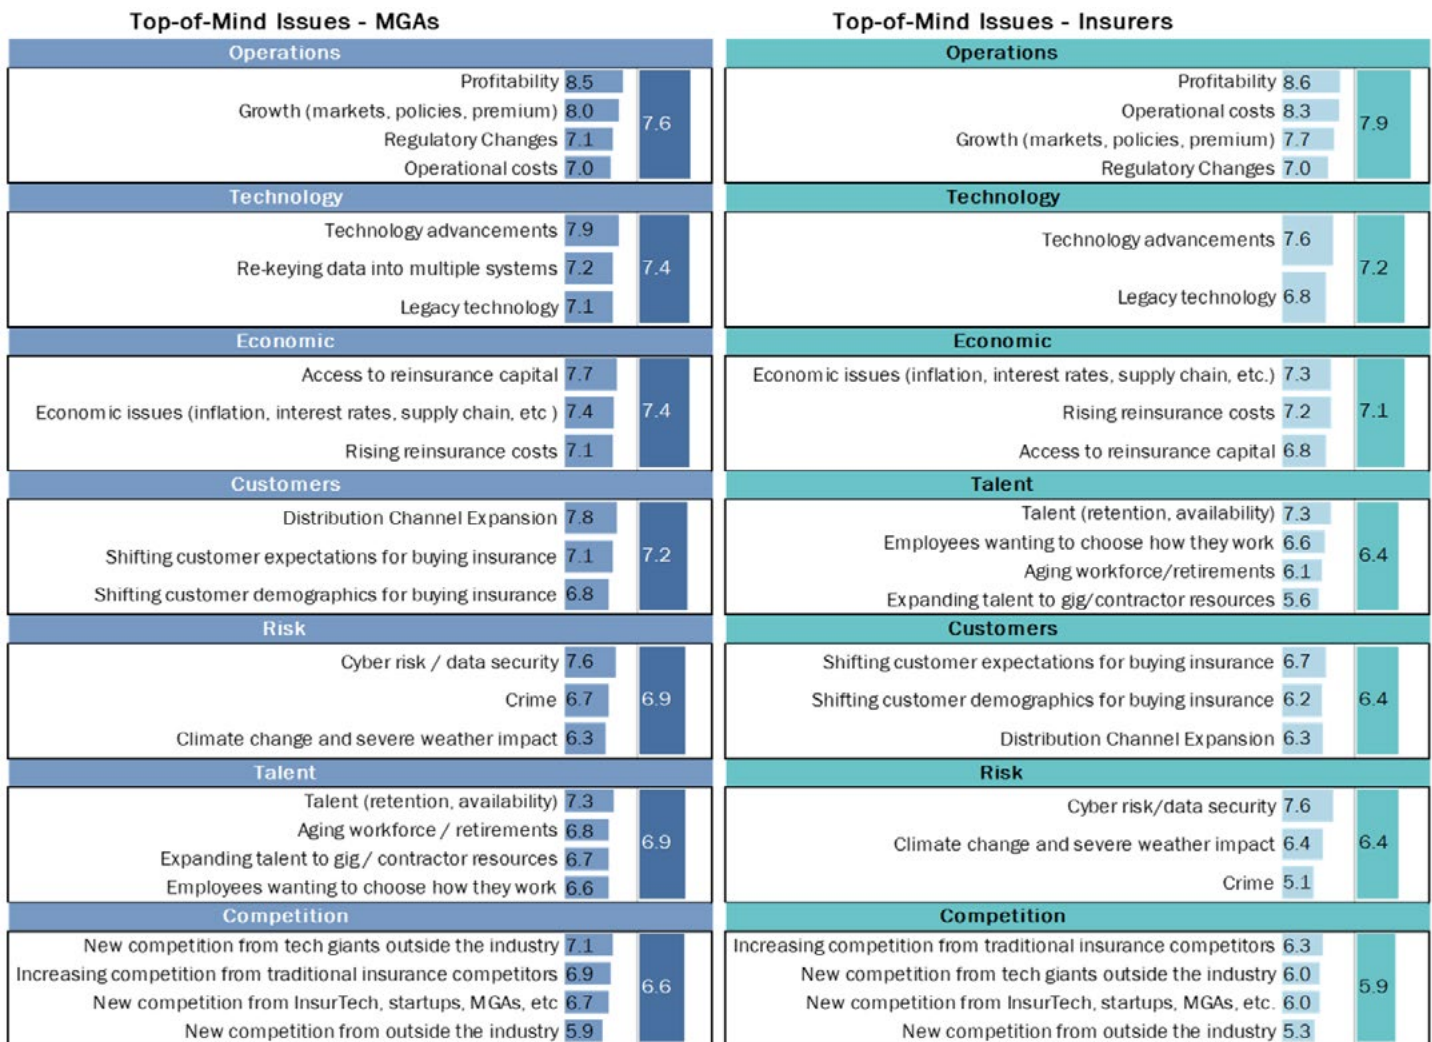 Top-of-Mind Issues - MGAs
Operations
Profitability 8.5
Growth (markets, policies, premium) 8.0
Regulatory Changes 7.1
Operational costs 7.0
7.6
Technology
Technology advancements 7.9
Re-keying data into multiple systems 7.2
Legacy technology 7.1
7.4
Economic
Access to reinsurance capital 7.7
Economic issues (inflation, interest rates, supply chain, etc ) 7.4
Rising reinsurance costs 7.1
7.4
Customers
Distribution Channel Expansion 7.8
Shifting customer expectations for buying insurance 7.1
Shifting customer demographics for buying insurance 6.8
7.2
Risk
Cyber risk / data security 7.6
Crime 6.7
Climate change and severe weather impact 6.3
6.9
Talent
Talent (retention, availability) 7.3
Aging workforce / retirements 6.8
Expanding talent to gig / contractor resources 6.7
Employees wanting to choose how they work 6.6
6.9
Competition
New competition from tech giants outside the industry 7.1
Increasing competition from traditional insurance competitors 6.9
New competition from InsurTech, startups, MGAs, etc 6.7
New competition from outside the industry 5.9
6.6
Top-of-Mind Issues - Insurers
Operations
Profitability 8.6
Operational costs 8.3
Growth (markets, policies, premium) 7.7
Regulatory Changes 7.0
7.9
Technology
Technology advancements 7.6
Legacy technology 6.8
7.2
Economic
Economic issues (inflation, interest rates, supply chain, etc.) 7.3
Rising reinsurance costs 7.2
Access to reinsurance capital 6.8
7.1
Talent
Talent (retention, availability) 7.3
Employees wanting to choose how they work 6.6
Aging workforce/retirements 6.1
Expanding talent to gig/contractor resources 5.6
6.4
Customers
Shifting customer expectations for buying insurance 6.7
Shifting customer demographics for buying insurance 6.2
Distribution Channel Expansion 6.3
6.4
Risk
Cyber risk/data security 7.6
Climate change and severe weather impact 6.4
Crime 5.1
6.4
Competition
Increasing competition from traditional insurance competitors 6.3
New competition from tech giants outside the industry 6.0
New competition from InsurTech, startups, MGAs, etc. 6.0
New competition from outside the industry 5.3
5.9